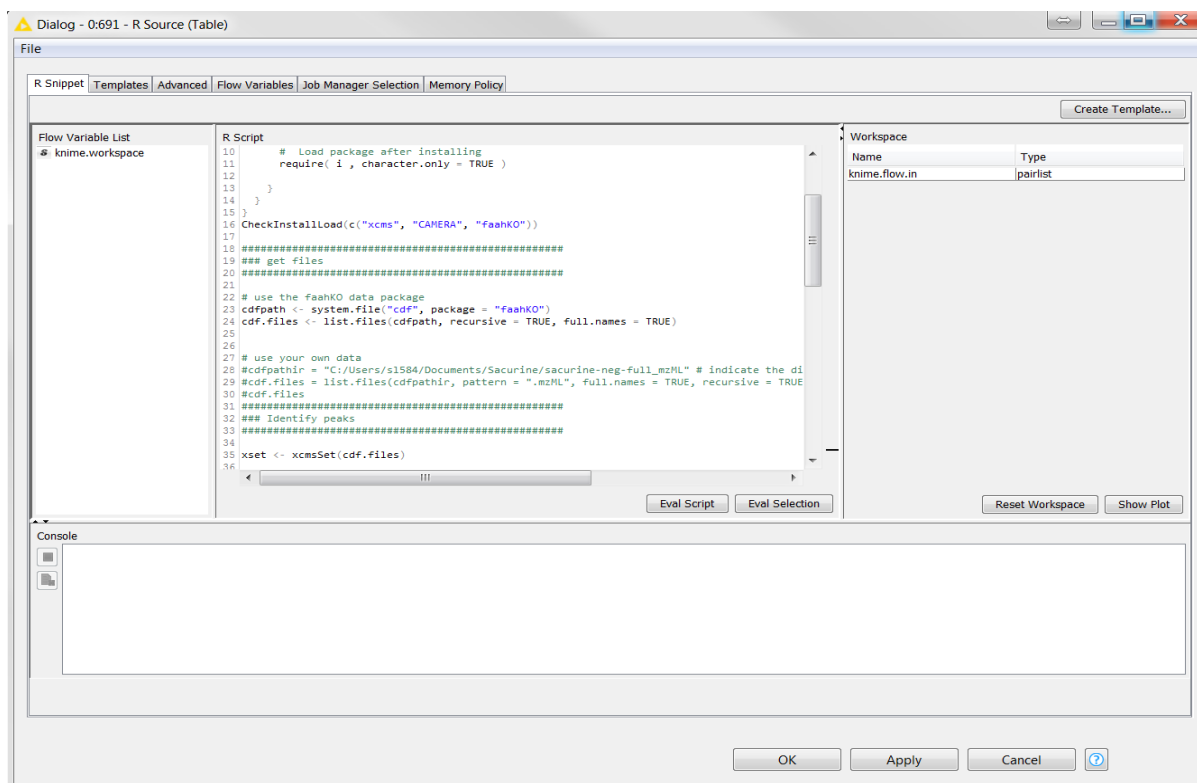 Dialog - 0:691 - R Source (Table)
File
R Snippet Templates Advanced Flow Variables Job Manager Selection Memory Policy
Create Template...
Flow Variable List
s knime.workspace
R Script
10 # Load package after installing
11 require( i , character.only = TRUE )
12
13 }
14 }
15 }
16 CheckInstallLoad(c("xcms", "CAMERA", "faahKO"))
17
18 ###################################################
19 ### get files
20 ###################################################
21
22 # use the faahKO data package
23 cdfpath <- system.file("cdf", package = "faahKO")
24 cdf.files <- list.files(cdfpath, recursive = TRUE, full.names = TRUE)
25
26
27 # use your own data
28 #cdfpathir = "C:/Users/sl584/Documents/Sacurine/sacurine-neg-full_mzML" # indicate the di
29 #cdf.files = list.files(cdfpathir, pattern = ".mzML", full.names = TRUE, recursive = TRUE
30 #cdf.files
31 ###################################################
32 ### Identify peaks
33 ###################################################
34
35 xset <- xcmsSet(cdf.files)
36
Eval Script Eval Selection
Workspace
Name Type
knime.flow.in pairlist
Reset Workspace Show Plot
Console
OK Apply Cancel ?